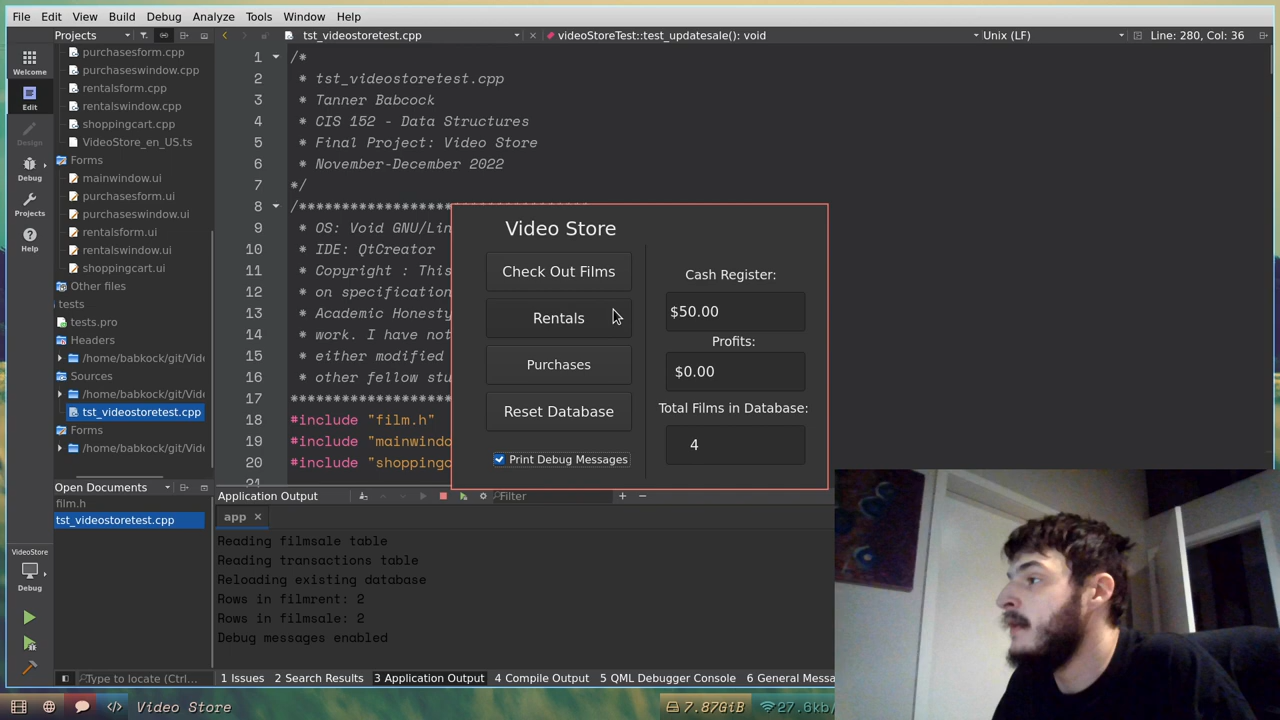 File Edit View Build Debug Analyze Tools Window Help
Projects
tst_videostoretest.cpp
videoStoreTest::test_updatesale(): void
Unix (LF)
Line: 280, Col: 36
Welcome
Edit
Design
Debug
Projects
Help
purchasesform.cpp
purchaseswindow.cpp
rentalsform.cpp
rentalswindow.cpp
shoppingcart.cpp
VideoStore_en_US.ts
Forms
mainwindow.ui
purchasesform.ui
purchaseswindow.ui
rentalsform.ui
rentalswindow.ui
shoppingcart.ui
Other files
tests
tests.pro
Headers
/home/babkock/git/Vide
Sources
/home/babkock/git/Vide
tst_videostoretest.cpp
Forms
/home/babkock/git/Vide
Open Documents
film.h
tst_videostoretest.cpp
VideoStore
Debug
1 /*
2 * tst_videostoretest.cpp
3 * Tanner Babcock
4 * CIS 152 - Data Structures
5 * Final Project: Video Store
6 * November-December 2022
7 */
8 /******************************
9 * OS: Void GNU/Lin
10 * IDE: QtCreator
11 * Copyright : This
12 * on specification
13 * Academic Honesty
14 * work. I have not
15 * either modified
16 * other fellow stu
17 ****************
18 #include "film.h"
19 #include "mainwindo
20 #include "shoppingc
21
Video Store
Check Out Films
Rentals
Purchases
Reset Database
Print Debug Messages
Cash Register:
$50.00
Profits:
$0.00
Total Films in Database:
4
Application Output
Filter
app
Reading filmsale table
Reading transactions table
Reloading existing database
Rows in filmrent: 2
Rows in filmsale: 2
Debug messages enabled
Type to locate (Ctrl...
1 Issues 2 Search Results 3 Application Output 4 Compile Output 5 QML Debugger Console 6 General Messa
Video Store
7.87GiB
27.6kb/